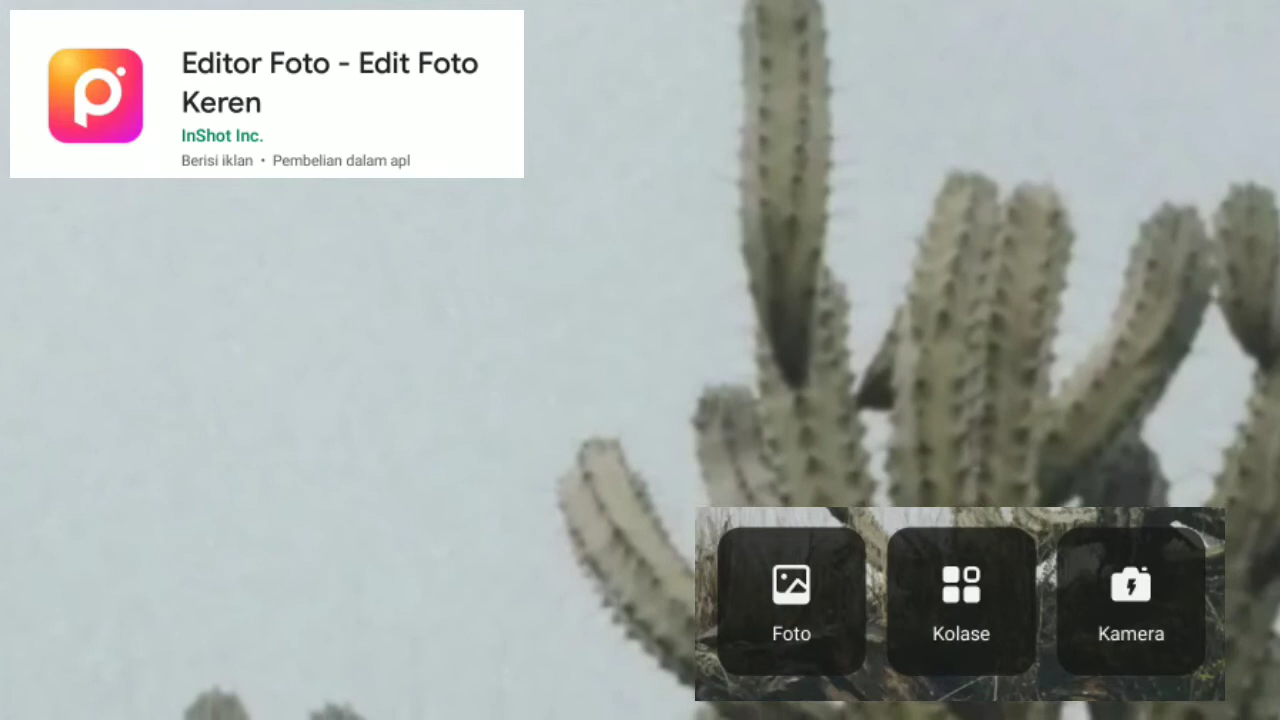 Editor Foto - Edit Foto
Keren
InShot Inc.
Berisi iklan • Pembelian dalam apl
Foto
Kolase
Kamera